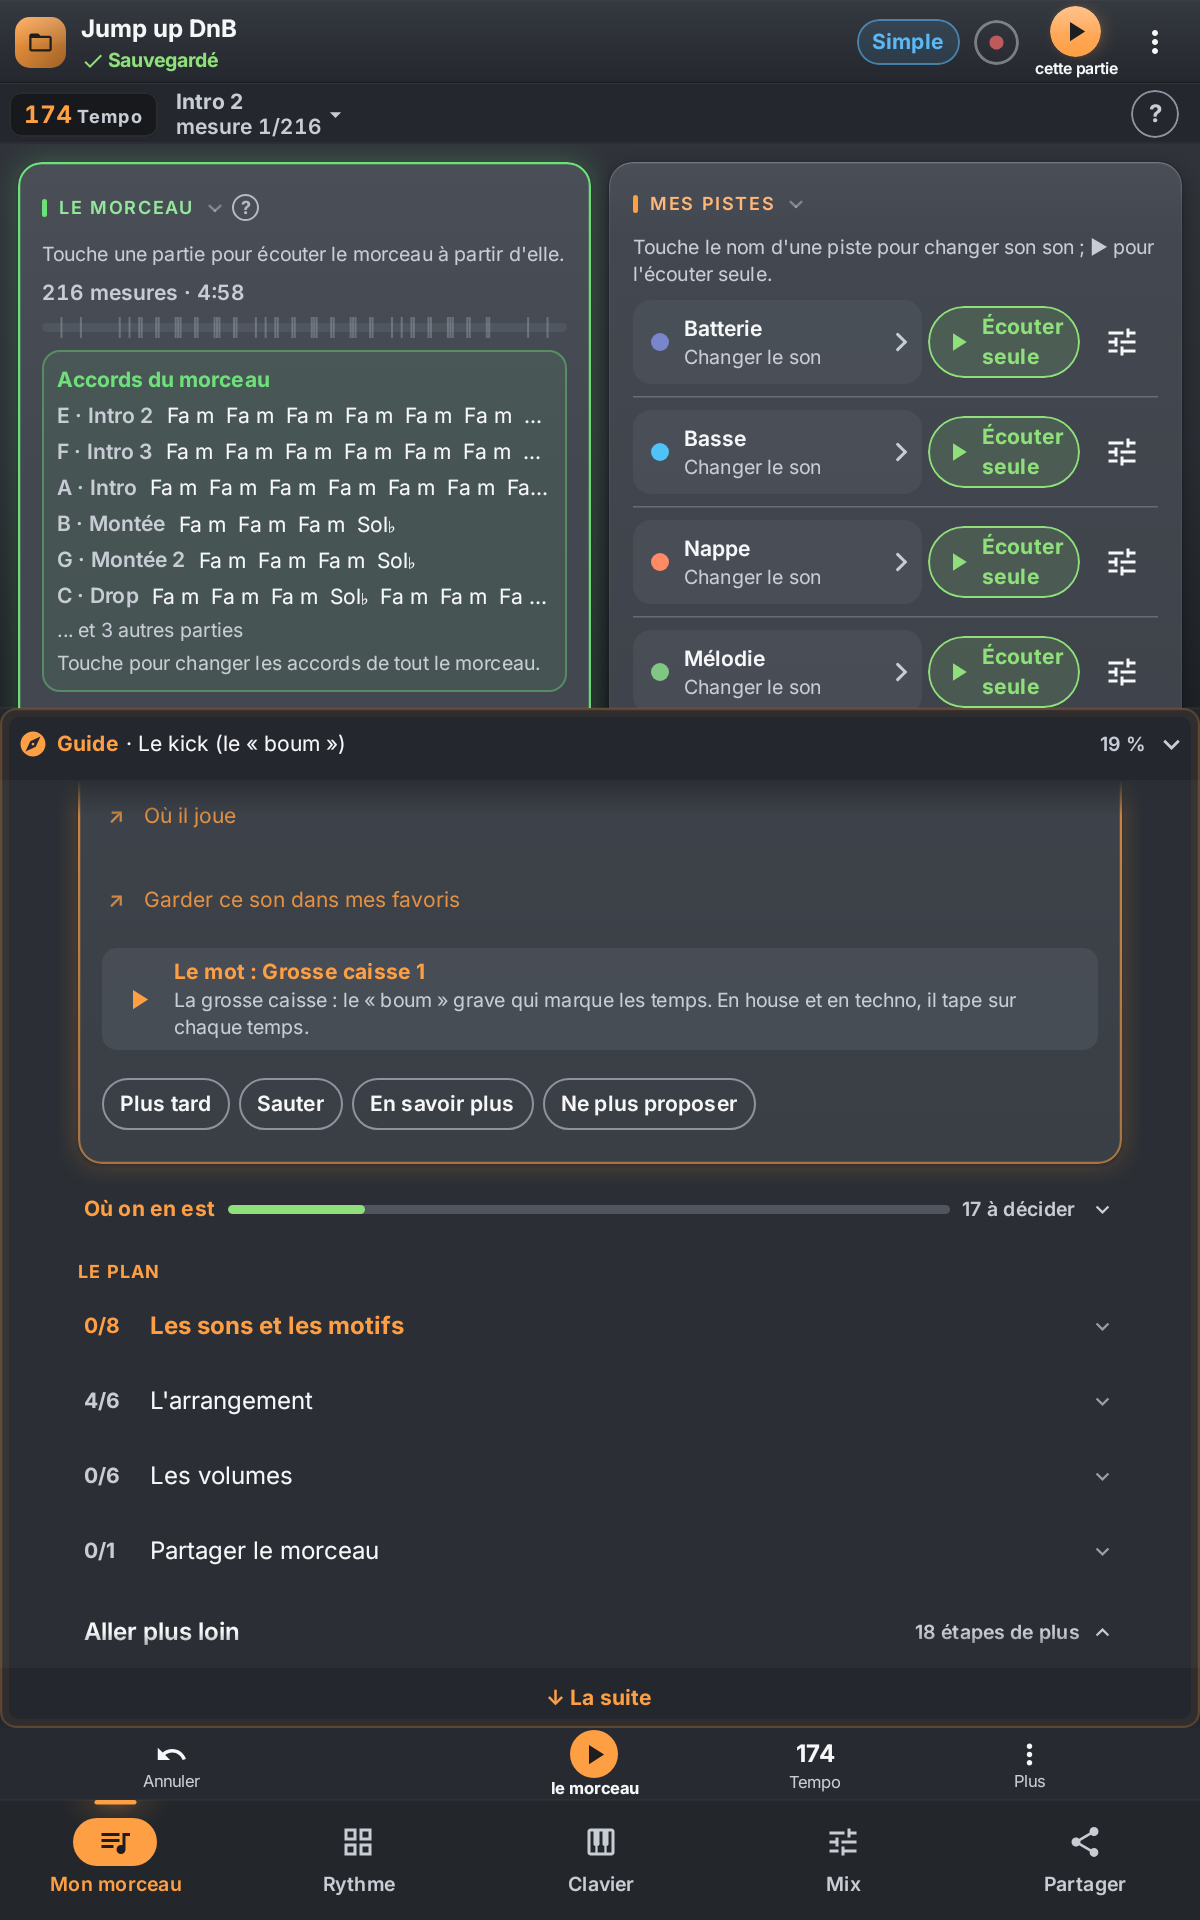 Jump up DnB
Sauvegardé
Simple
cette partie
174 Tempo
Intro 2
mesure 1/216
?
LE MORCEAU
?
Touche une partie pour écouter le morceau à partir d'elle.
216 mesures · 4:58
Accords du morceau
E · Intro 2 Fa m Fa m Fa m Fa m Fa m Fa m ...
F · Intro 3 Fa m Fa m Fa m Fa m Fa m Fa m ...
A · Intro Fa m Fa m Fa m Fa m Fa m Fa m Fa...
B · Montée Fa m Fa m Fa m Sol♭
G · Montée 2 Fa m Fa m Fa m Sol♭
C · Drop Fa m Fa m Fa m Sol♭ Fa m Fa m Fa ...
... et 3 autres parties
Touche pour changer les accords de tout le morceau.
MES PISTES
Touche le nom d'une piste pour changer son son ; ▶ pour
l'écouter seule.
Batterie
Changer le son
Écouter
seule
Basse
Changer le son
Écouter
seule
Nappe
Changer le son
Écouter
seule
Mélodie
Changer le son
Écouter
seule
Guide · Le kick (le « boum »)
19 %
Où il joue
Garder ce son dans mes favoris
Le mot : Grosse caisse 1
La grosse caisse : le « boum » grave qui marque les temps. En house et en techno, il tape sur
chaque temps.
Plus tard
Sauter
En savoir plus
Ne plus proposer
Où on en est
17 à décider
LE PLAN
0/8 Les sons et les motifs
4/6 L'arrangement
0/6 Les volumes
0/1 Partager le morceau
Aller plus loin
18 étapes de plus
↓ La suite
Annuler
le morceau
174
Tempo
Plus
Mon morceau
Rythme
Clavier
Mix
Partager